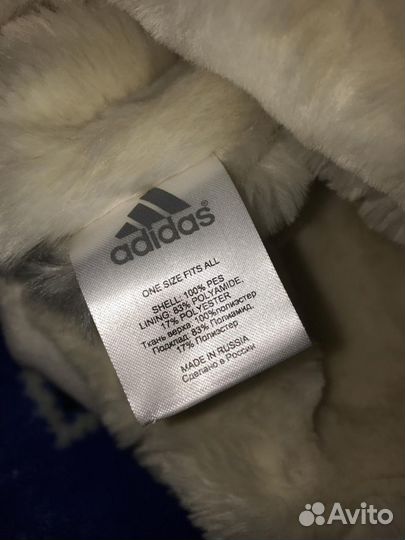 adidas
ONE SIZE FITS ALL
SHELL: 100% PES
LINING: 83% POLYAMIDE,
17% POLYESTER
Ткань верха: 100%полиэстер
Подклад: 83% Полиамид,
17% Полиэстер
MADE IN RUSSIA
Сделано в России
Avito